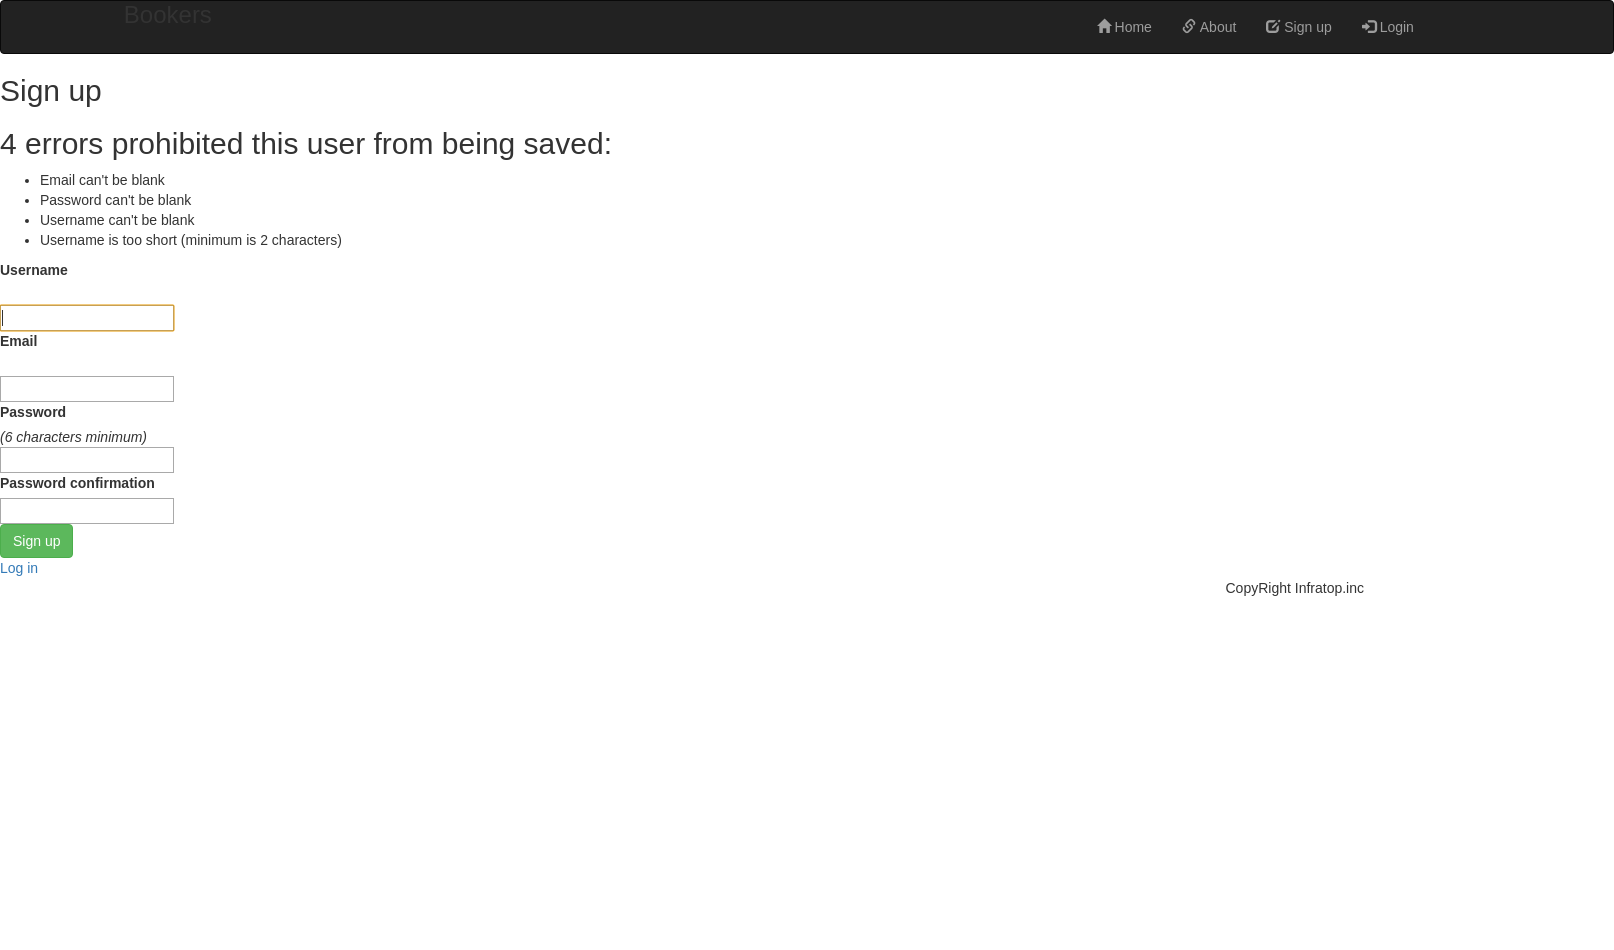 Bookers
Home About Sign up Login
Sign up
4 errors prohibited this user from being saved:
Email can't be blank
Password can't be blank
Username can't be blank
Username is too short (minimum is 2 characters)
Username
Email
Password
(6 characters minimum)
Password confirmation
Sign up
Log in
CopyRight Infratop.inc